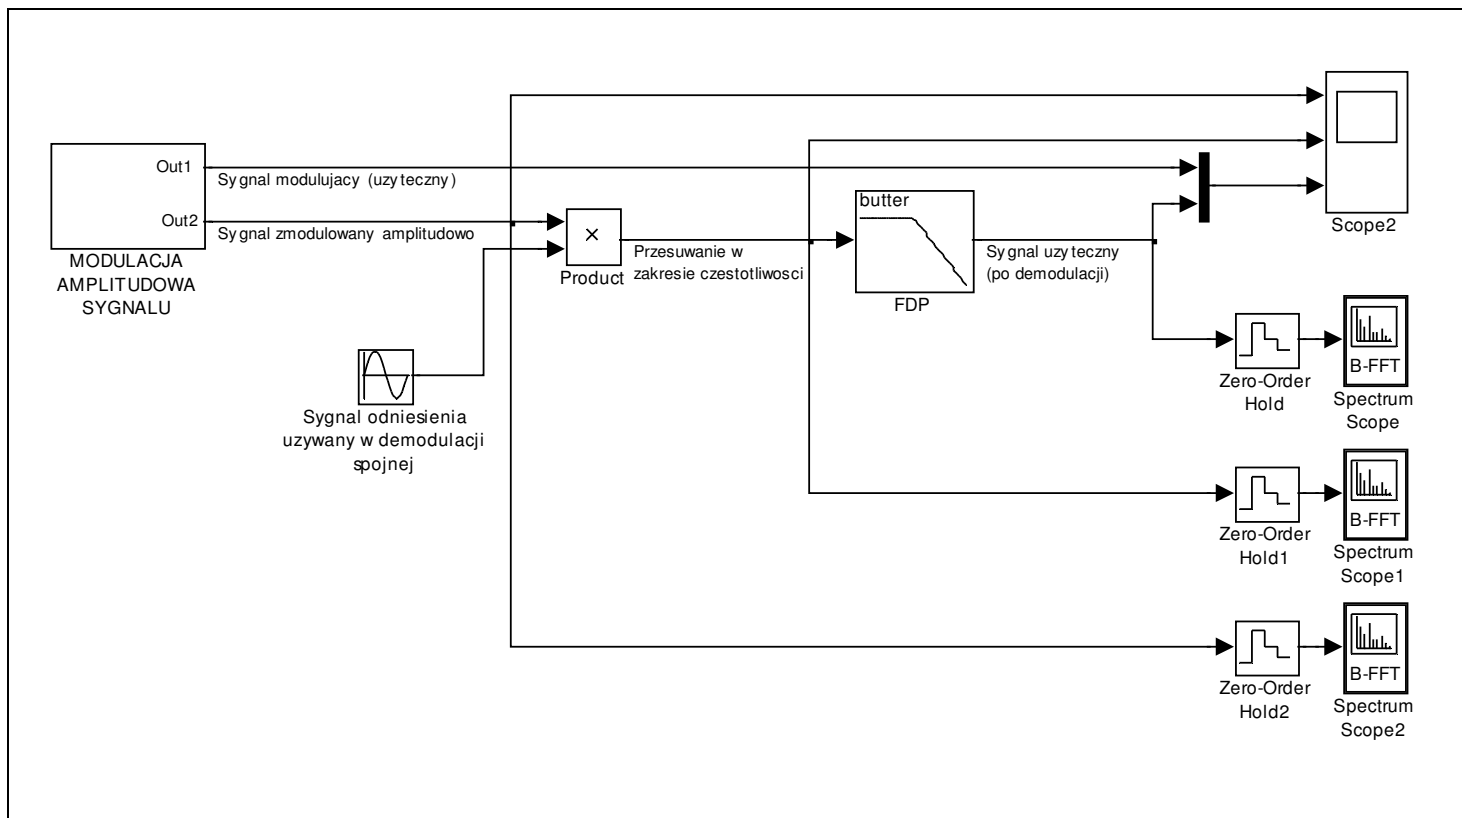 Out1
Sygnal modulujacy (uzyteczny)
Out2
Sygnal zmodulowany amplitudowo
MODULACJA
AMPLITUDOWA
SYGNALU
Sygnal odniesienia
uzywany w demodulacji
spojnej
×
Product
Przesuwanie w
zakresie czestotliwosci
butter
FDP
Sygnal uzyteczny
(po demodulacji)
Scope2
Zero-Order
Hold
B-FFT
Spectrum
Scope
Zero-Order
Hold1
B-FFT
Spectrum
Scope1
Zero-Order
Hold2
B-FFT
Spectrum
Scope2